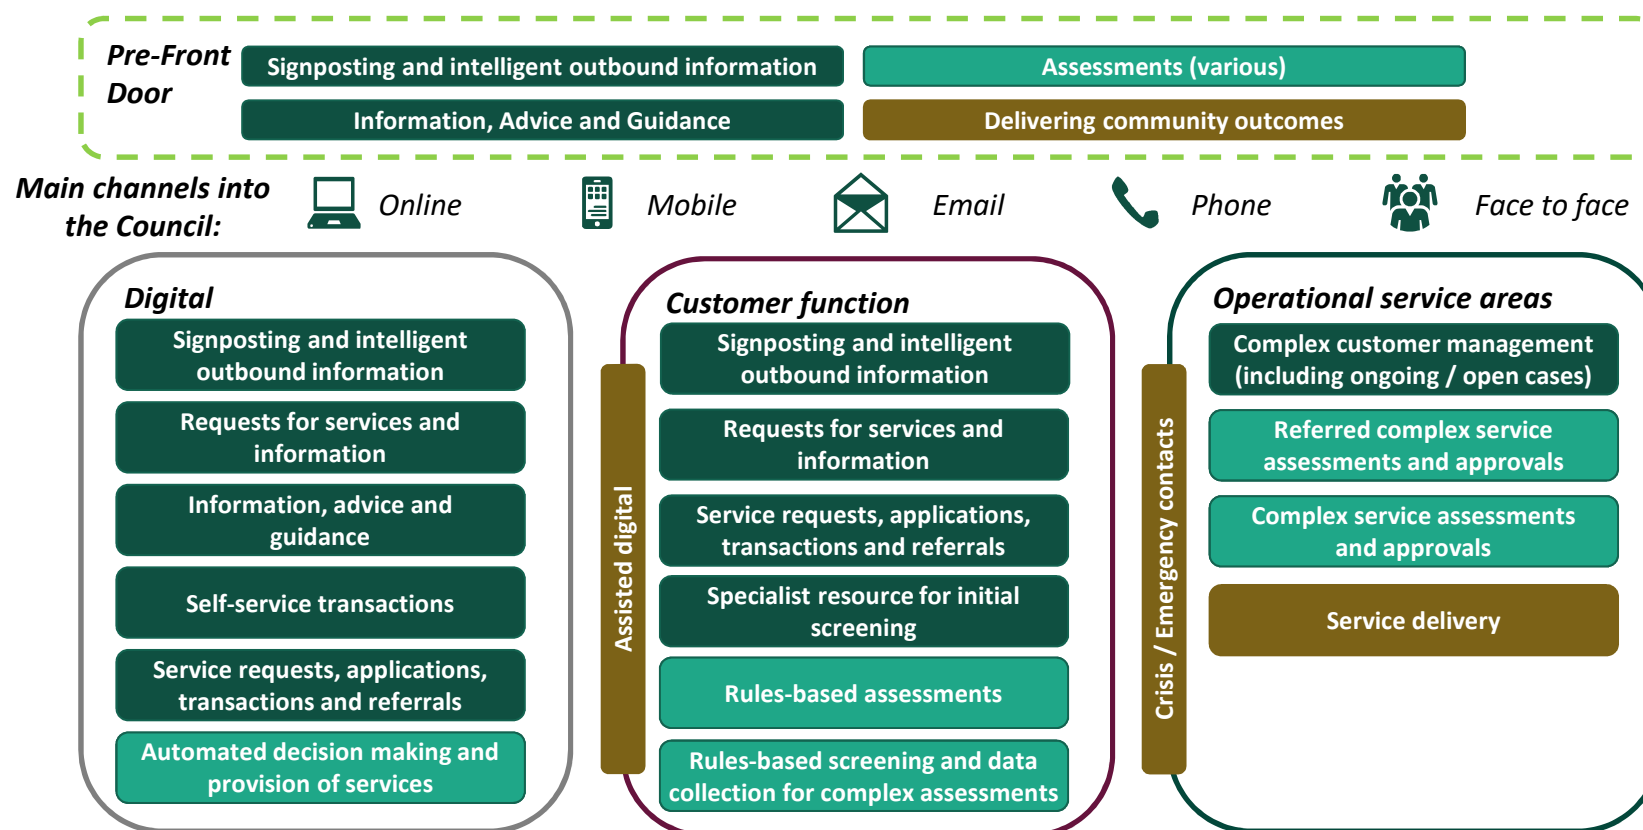 Pre-Front
Door
Signposting and intelligent outbound information
Assessments (various)
Information, Advice and Guidance
Delivering community outcomes
Main channels into
the Council:
Online
Mobile
Email
Phone
Face to face
Digital
Signposting and intelligent
outbound information
Requests for services and
information
Information, advice and
guidance
Self-service transactions
Service requests, applications,
transactions and referrals
Automated decision making and
provision of services
Assisted digital
Customer function
Signposting and intelligent
outbound information
Requests for services and
information
Service requests, applications,
transactions and referrals
Specialist resource for initial
screening
Rules-based assessments
Rules-based screening and data
collection for complex assessments
Crisis / Emergency contacts
Operational service areas
Complex customer management
(including ongoing / open cases)
Referred complex service
assessments and approvals
Complex service assessments
and approvals
Service delivery